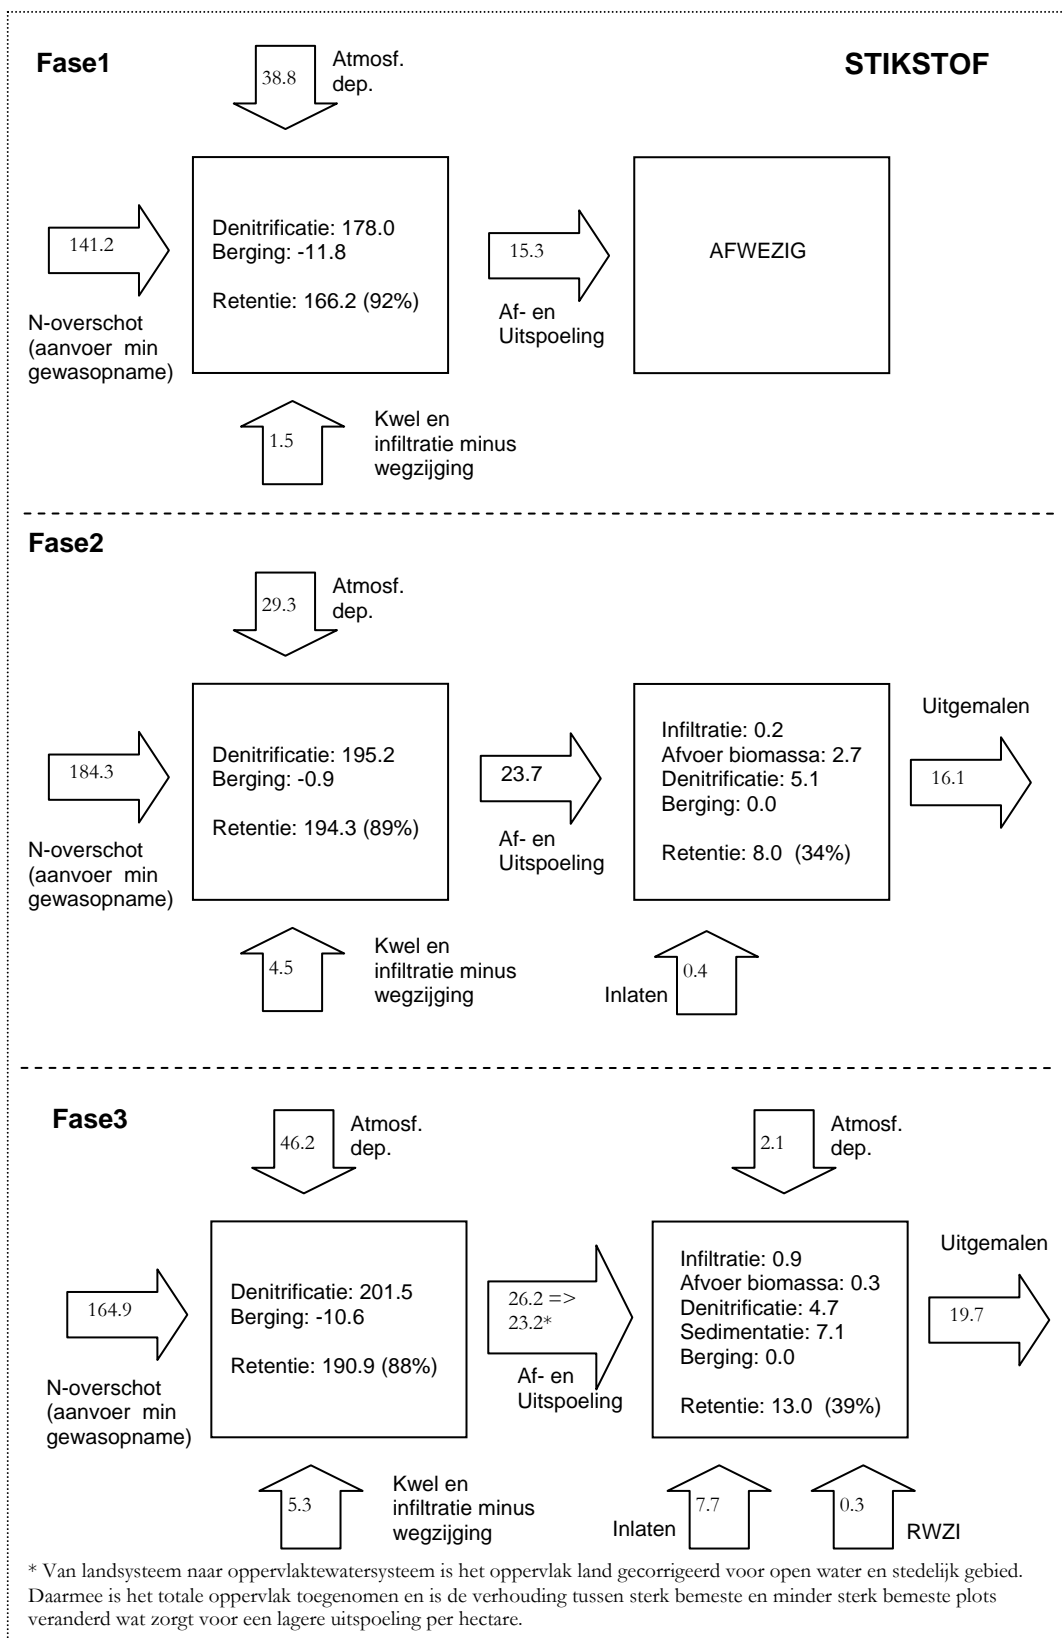 Fase1
STIKSTOF
38.8
Atmosf.
dep.
141.2
N-overschot
(aanvoer min
gewasopname)
Denitrificatie: 178.0
Berging: -11.8
Retentie: 166.2 (92%)
15.3
Af- en
Uitspoeling
AFWEZIG
1.5
Kwel en
infiltratie minus
wegzijging
Fase2
29.3
Atmosf.
dep.
184.3
N-overschot
(aanvoer min
gewasopname)
Denitrificatie: 195.2
Berging: -0.9
Retentie: 194.3 (89%)
23.7
Af- en
Uitspoeling
Infiltratie: 0.2
Afvoer biomassa: 2.7
Denitrificatie: 5.1
Berging: 0.0
Retentie: 8.0 (34%)
Uitgemalen
16.1
4.5
Kwel en
infiltratie minus
wegzijging
Inlaten
0.4
Fase3
46.2
Atmosf.
dep.
2.1
Atmosf.
dep.
164.9
N-overschot
(aanvoer min
gewasopname)
Denitrificatie: 201.5
Berging: -10.6
Retentie: 190.9 (88%)
26.2 =>
23.2*
Af- en
Uitspoeling
Infiltratie: 0.9
Afvoer biomassa: 0.3
Denitrificatie: 4.7
Sedimentatie: 7.1
Berging: 0.0
Retentie: 13.0 (39%)
Uitgemalen
19.7
5.3
Kwel en
infiltratie minus
wegzijging
Inlaten
7.7
0.3
RWZI
* Van landsysteem naar oppervlaktewatersysteem is het oppervlak land gecorrigeerd voor open water en stedelijk gebied.
Daarmee is het totale oppervlak toegenomen en is de verhouding tussen sterk bemeste en minder sterk bemeste plots
veranderd wat zorgt voor een lagere uitspoeling per hectare.